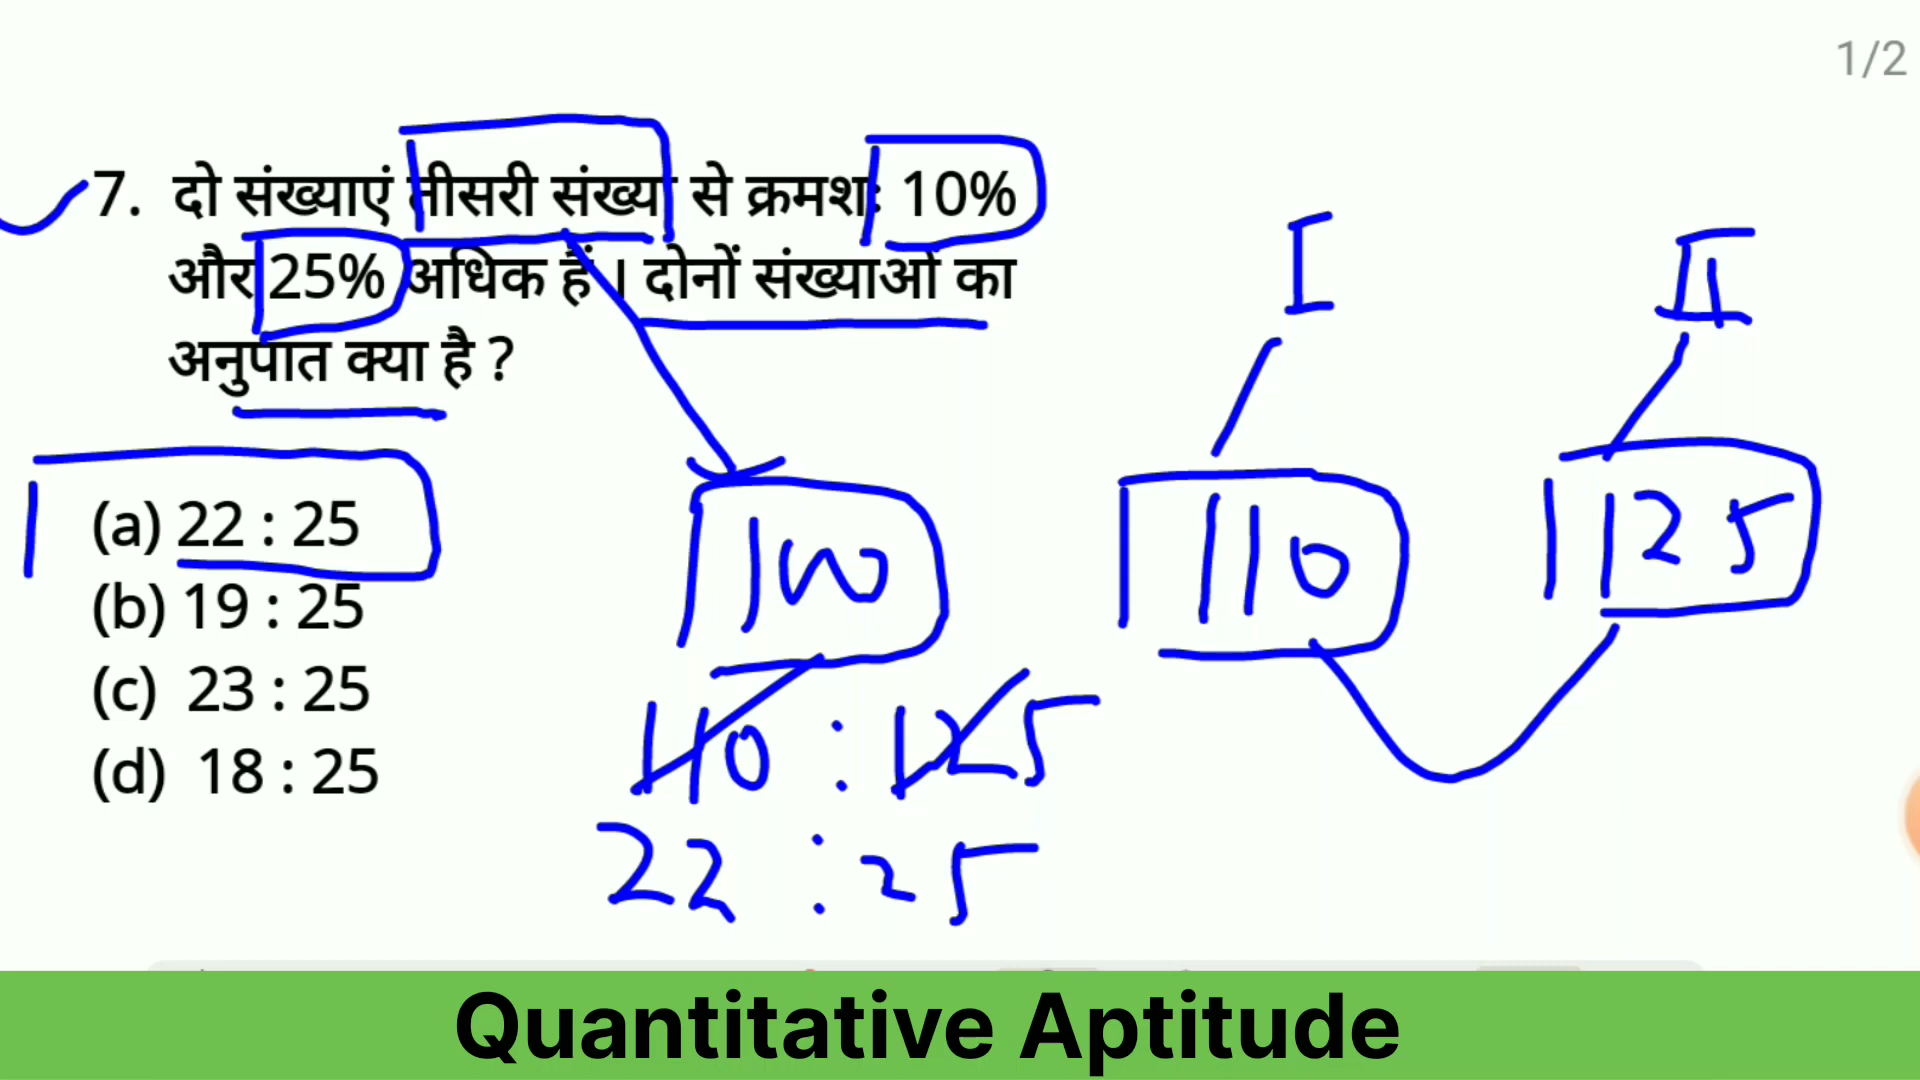 1/2
7. दो संख्याएं तीसरी संख्या से क्रमशः 10%
और 25% अधिक हैं । दोनों संख्याओं का
अनुपात क्या है ?
(a) 22 : 25
(b) 19 : 25
(c) 23 : 25
(d) 18 : 25
I
II
100
110
125
110 : 125
22 : 25
Quantitative Aptitude